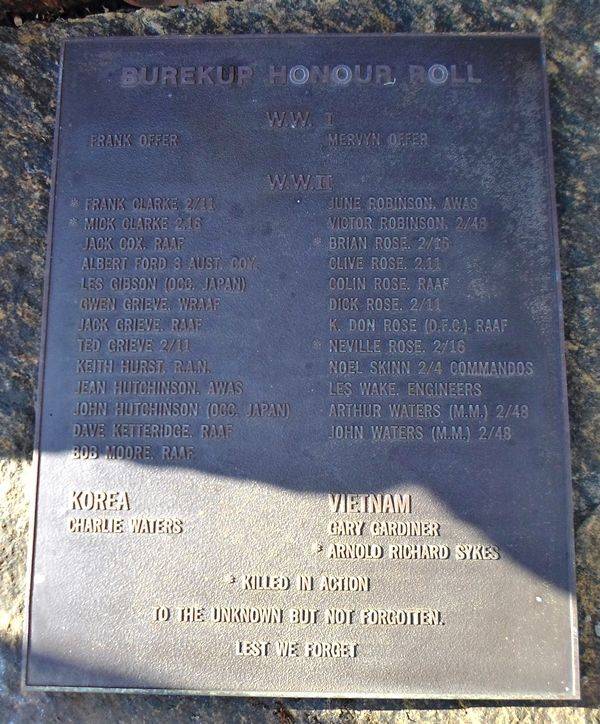 BUREKUP HONOUR ROLL
W.W. I
FRANK OFFER
MERVYN OFFER
W.W.II
* FRANK CLARKE 2/11
* MICK CLARKE 2.16
JACK COX. RAAF
ALBERT FORD 3 AUST. COY.
LES GIBSON (OCC. JAPAN)
GWEN GRIEVE. WRAAF
JACK GRIEVE. RAAF
TED GRIEVE 2/11
KEITH HURST. R.A.N.
JEAN HUTCHINSON. AWAS
JOHN HUTCHINSON (OCC. JAPAN)
DAVE KETTERIDGE. RAAF
BOB MOORE. RAAF
JUNE ROBINSON. AWAS
VICTOR ROBINSON. 2/48
* BRIAN ROSE. 2/16
CLIVE ROSE. 2.11
COLIN ROSE. RAAF
DICK ROSE. 2/11
K. DON ROSE (D.F.C.) RAAF
* NEVILLE ROSE. 2/16
NOEL SKINN 2/4 COMMANDOS
LES WAKE. ENGINEERS
ARTHUR WATERS (M.M.) 2/48
JOHN WATERS (M.M.) 2/48
KOREA
CHARLIE WATERS
VIETNAM
GARY GARDINER
* ARNOLD RICHARD SYKES
* KILLED IN ACTION
TO THE UNKNOWN BUT NOT FORGOTTEN.
LEST WE FORGET